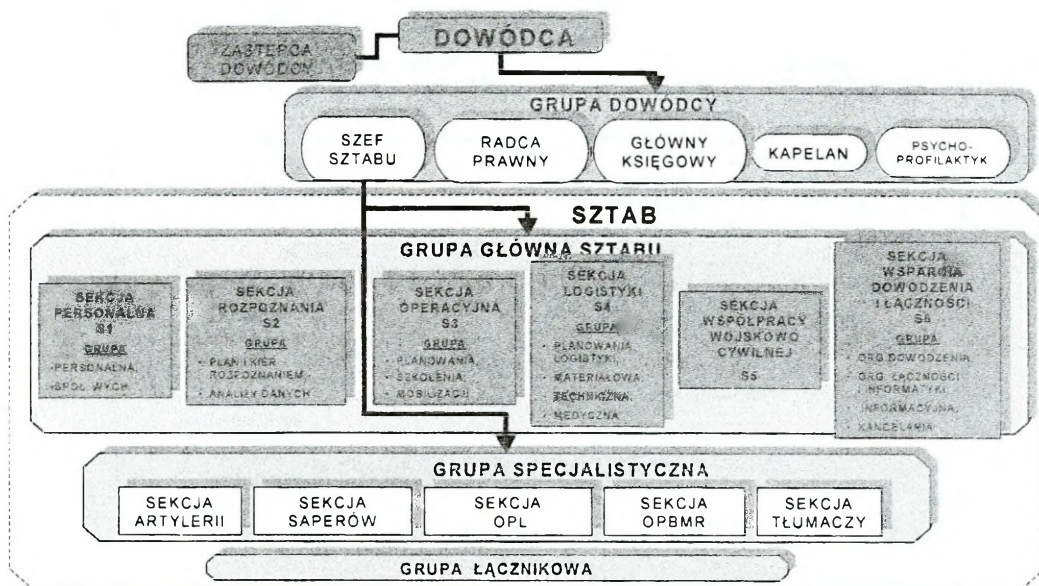 DOWÓDCA
ZASTĘPCA
DOWÓDCY
GRUPA DOWÓDCY
SZEF
SZTABU
RADCA
PRAWNY
GŁÓWNY
KSIĘGOWY
KAPELAN
PSYCHO-
PROFILAKTYK
SZTAB
GRUPA GŁÓWNA SZTABU
SEKCJA
PERSONALNA
S1
GRUPA
PERSONALNA,
SEKCJA
ROZPOZNANIA
S2
GRUPA
• PLAN I KIER
ROZPOZNANIEM
• ANALIZY DANYCH
SEKCJA
OPERACYJNA
S3
GRUPA
• PLANOWANIA,
• SZKOLENIA,
• MOBILIZACJI
SEKCJA
LOGISTYKI
S4
GRUPA
• PLANOWANIA
LOGISTYKI,
• MATERIAŁOWA
TECHNICZNA,
• MEDYCZNA
SEKCJA
WSPÓŁPRACY
WOJSKOWO
CYWILNEJ
S5
SEKCJA
WSPARCIA
DOWODZENIA
I ŁĄCZNOŚCI
S6
GRUPA
• ORG DOWODZENIA
• ORG. ŁĄCZNOŚCI
I INFORMATYKI
• INFORMACYJNA,
• KANCELARIA
GRUPA SPECJALISTYCZNA
SEKCJA
ARTYLERII
SEKCJA
SAPERÓW
SEKCJA
OPL
SEKCJA
OPBMR
SEKCJA
TŁUMACZY
GRUPA ŁĄCZNIKOWA